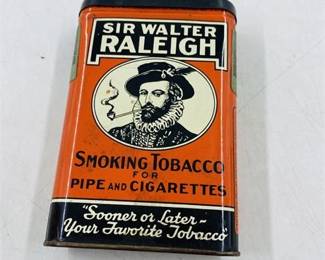 SIR WALTER
RALEIGH
SMOKING TOBACCO
FOR
PIPE AND CIGARETTES
"Sooner or Later~
Your Favorite Tobacco"